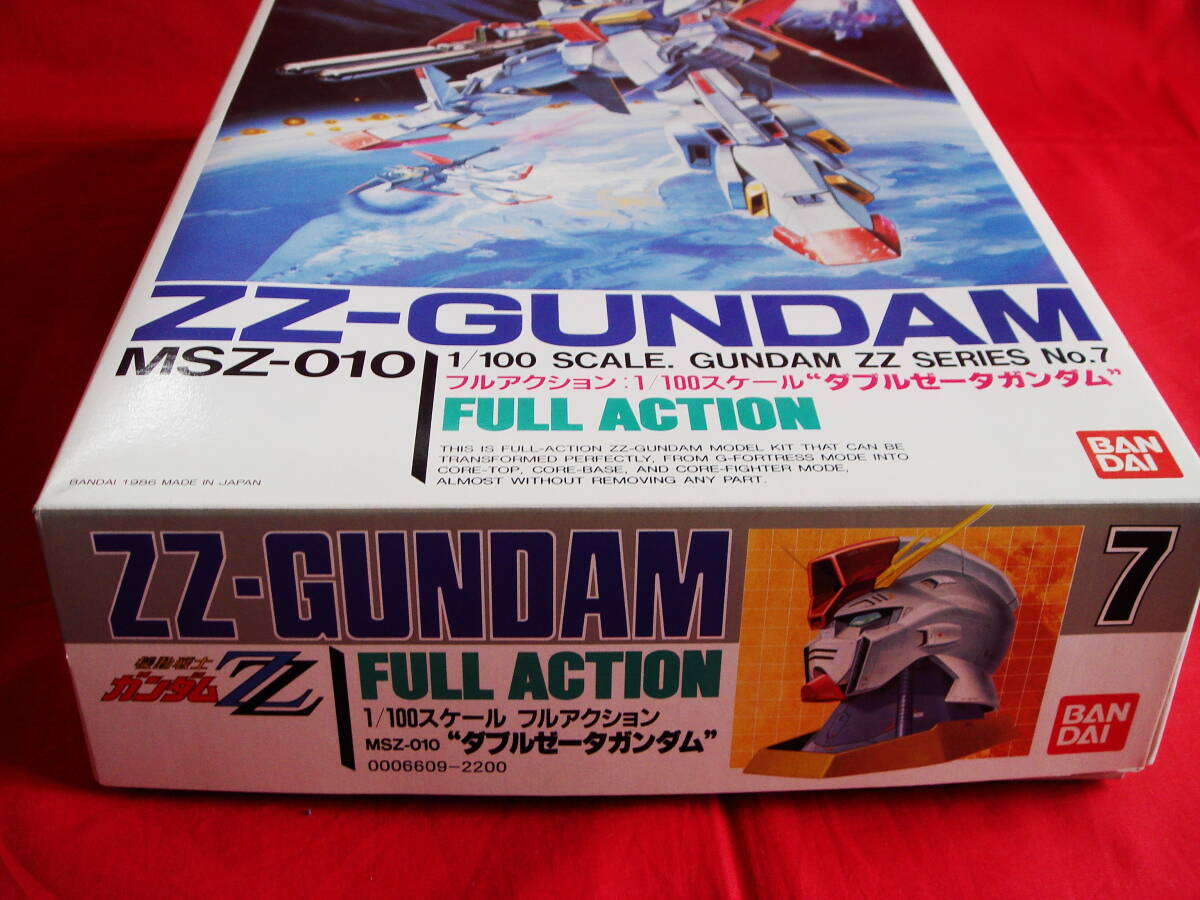 ZZ-GUNDAM
MSZ-010
1/100 SCALE. GUNDAM ZZ SERIES No.7
フルアクション:1/100スケール“ダブルゼータガンダム”
FULL ACTION
THIS IS FULL-ACTION ZZ-GUNDAM MODEL KIT THAT CAN BE
TRANSFORMED PERFECTLY, FROM G-FORTRESS MODE INTO
CORE-TOP, CORE-BASE, AND CORE-FIGHTER MODE,
ALMOST WITHOUT REMOVING ANY PART.
BANDAI 1986 MADE IN JAPAN
BAN
DAI
ZZ-GUNDAM
7
機動戦士
ガンダムZZ
FULL ACTION
1/100スケール フルアクション
MSZ-010 “ダブルゼータガンダム”
0006609-2200
BAN
DAI